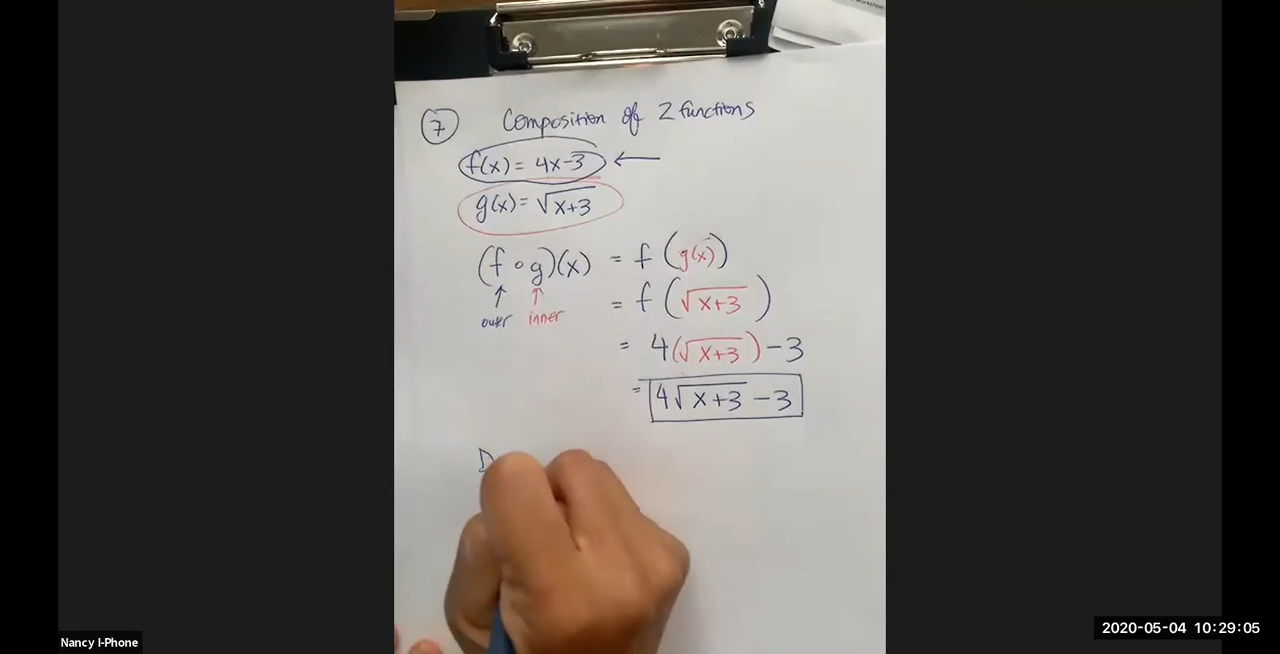 7 Composition of 2 functions
f(x) = 4x-3 ←
g(x) = √x+3
(f ∘ g)(x) = f (g(x))
↑ ↑
outer inner
= f (√x+3)
= 4(√x+3) - 3
= 4√x+3 - 3
D
Nancy I-Phone
2020-05-04 10:29:05